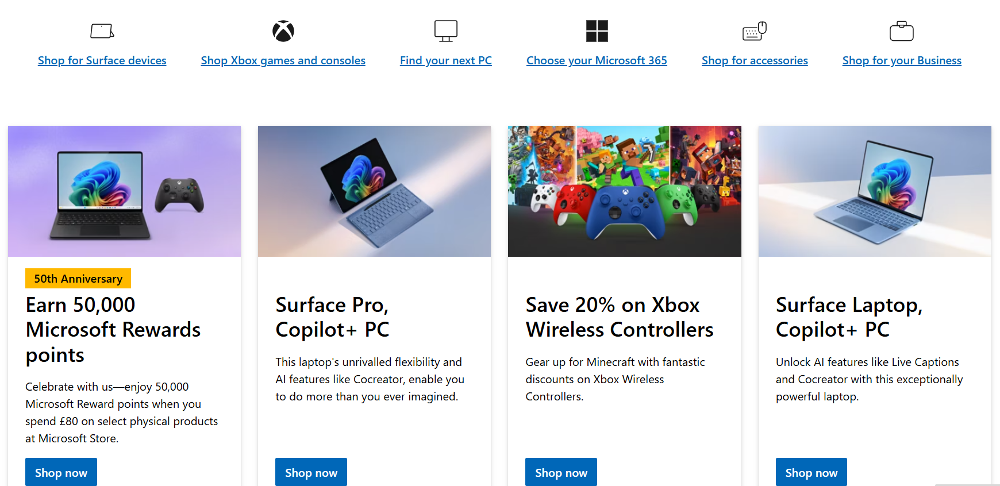 Shop for Surface devices
Shop Xbox games and consoles
Find your next PC
Choose your Microsoft 365
Shop for accessories
Shop for your Business
50th Anniversary
Earn 50,000
Microsoft Rewards
points
Celebrate with us—enjoy 50,000
Microsoft Reward points when you
spend £80 on select physical products
at Microsoft Store.
Shop now
Surface Pro,
Copilot+ PC
This laptop's unrivalled flexibility and
AI features like Cocreator, enable you
to do more than you ever imagined.
Shop now
Save 20% on Xbox
Wireless Controllers
Gear up for Minecraft with fantastic
discounts on Xbox Wireless
Controllers.
Shop now
Surface Laptop,
Copilot+ PC
Unlock AI features like Live Captions
and Cocreator with this exceptionally
powerful laptop.
Shop now